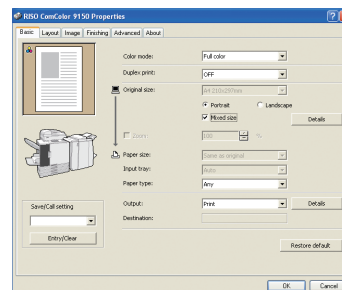 RISO ComColor 9150 Properties
Basic Layout Image Finishing Advanced About
Color mode: Full color
Duplex print: OFF
Original size: A4 210x297mm
Portrait Landscape
Mixed size Details
Zoom: 100 %
Paper size: Same as original
Input tray: Auto
Paper type: Any
Save/Call setting
Entry/Clear
Output: Print Details
Destination:
Restore default
OK Cancel